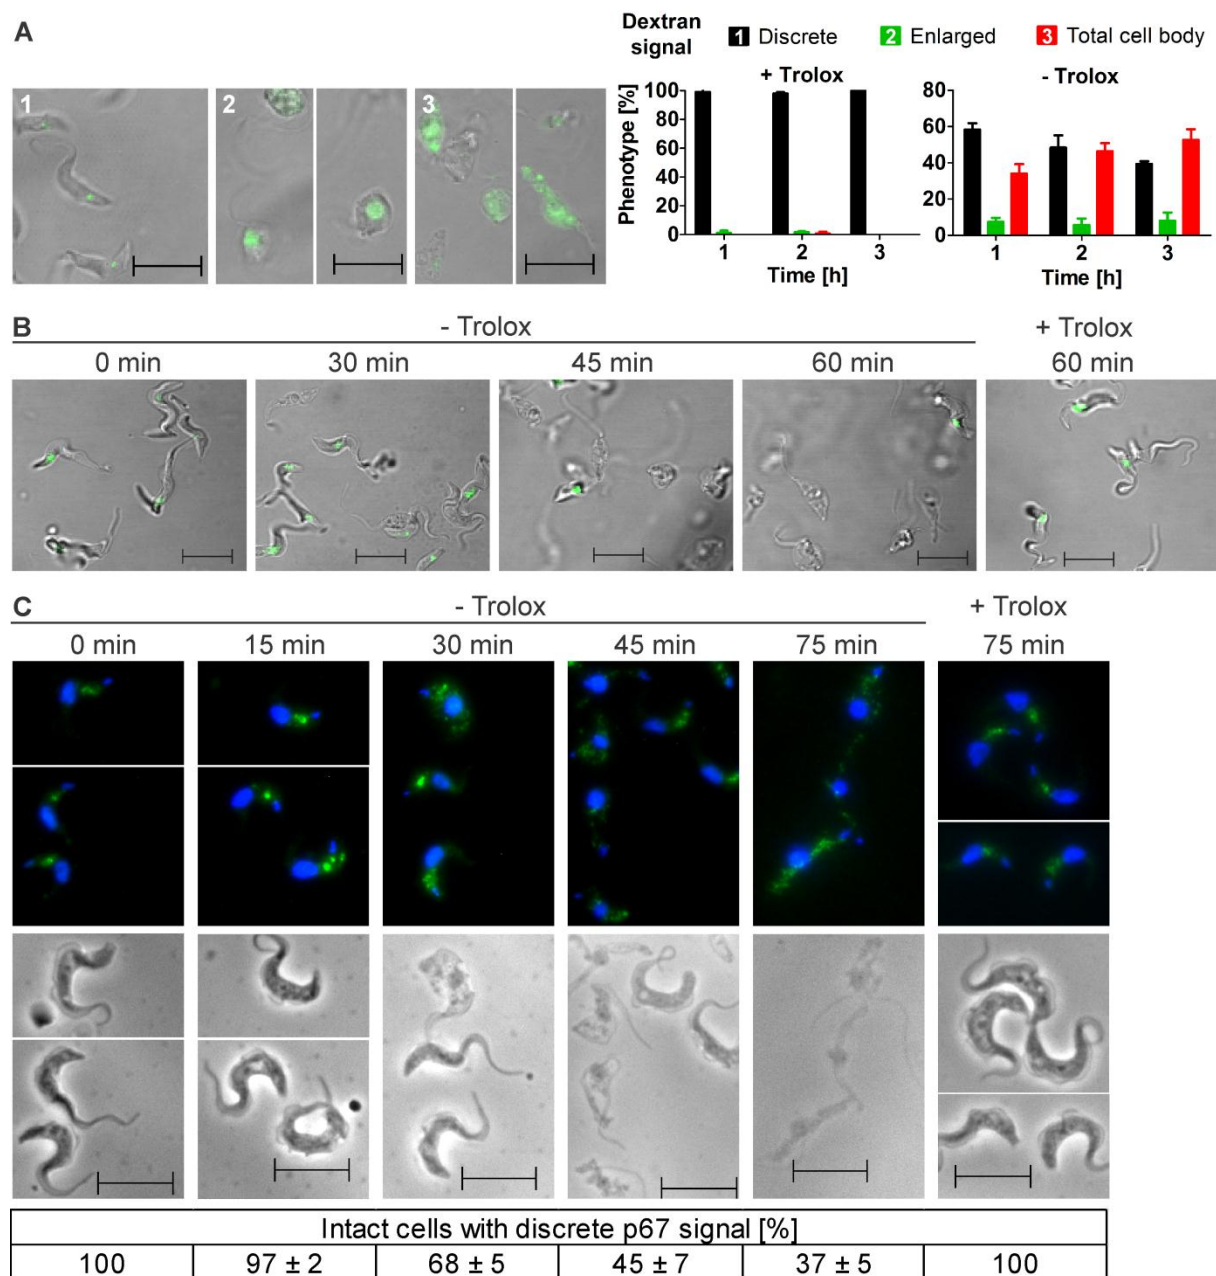 A
Dextran
signal
1 Discrete
2 Enlarged
3 Total cell body
1
2
3
+ Trolox
Phenotype [%]
100
80
60
40
20
0
1 2 3
Time [h]
- Trolox
80
60
40
20
0
1 2 3
Time [h]
B
- Trolox
+ Trolox
0 min 30 min 45 min 60 min 60 min
C
- Trolox
+ Trolox
0 min 15 min 30 min 45 min 75 min 75 min
Intact cells with discrete p67 signal [%]
100 97 ± 2 68 ± 5 45 ± 7 37 ± 5 100